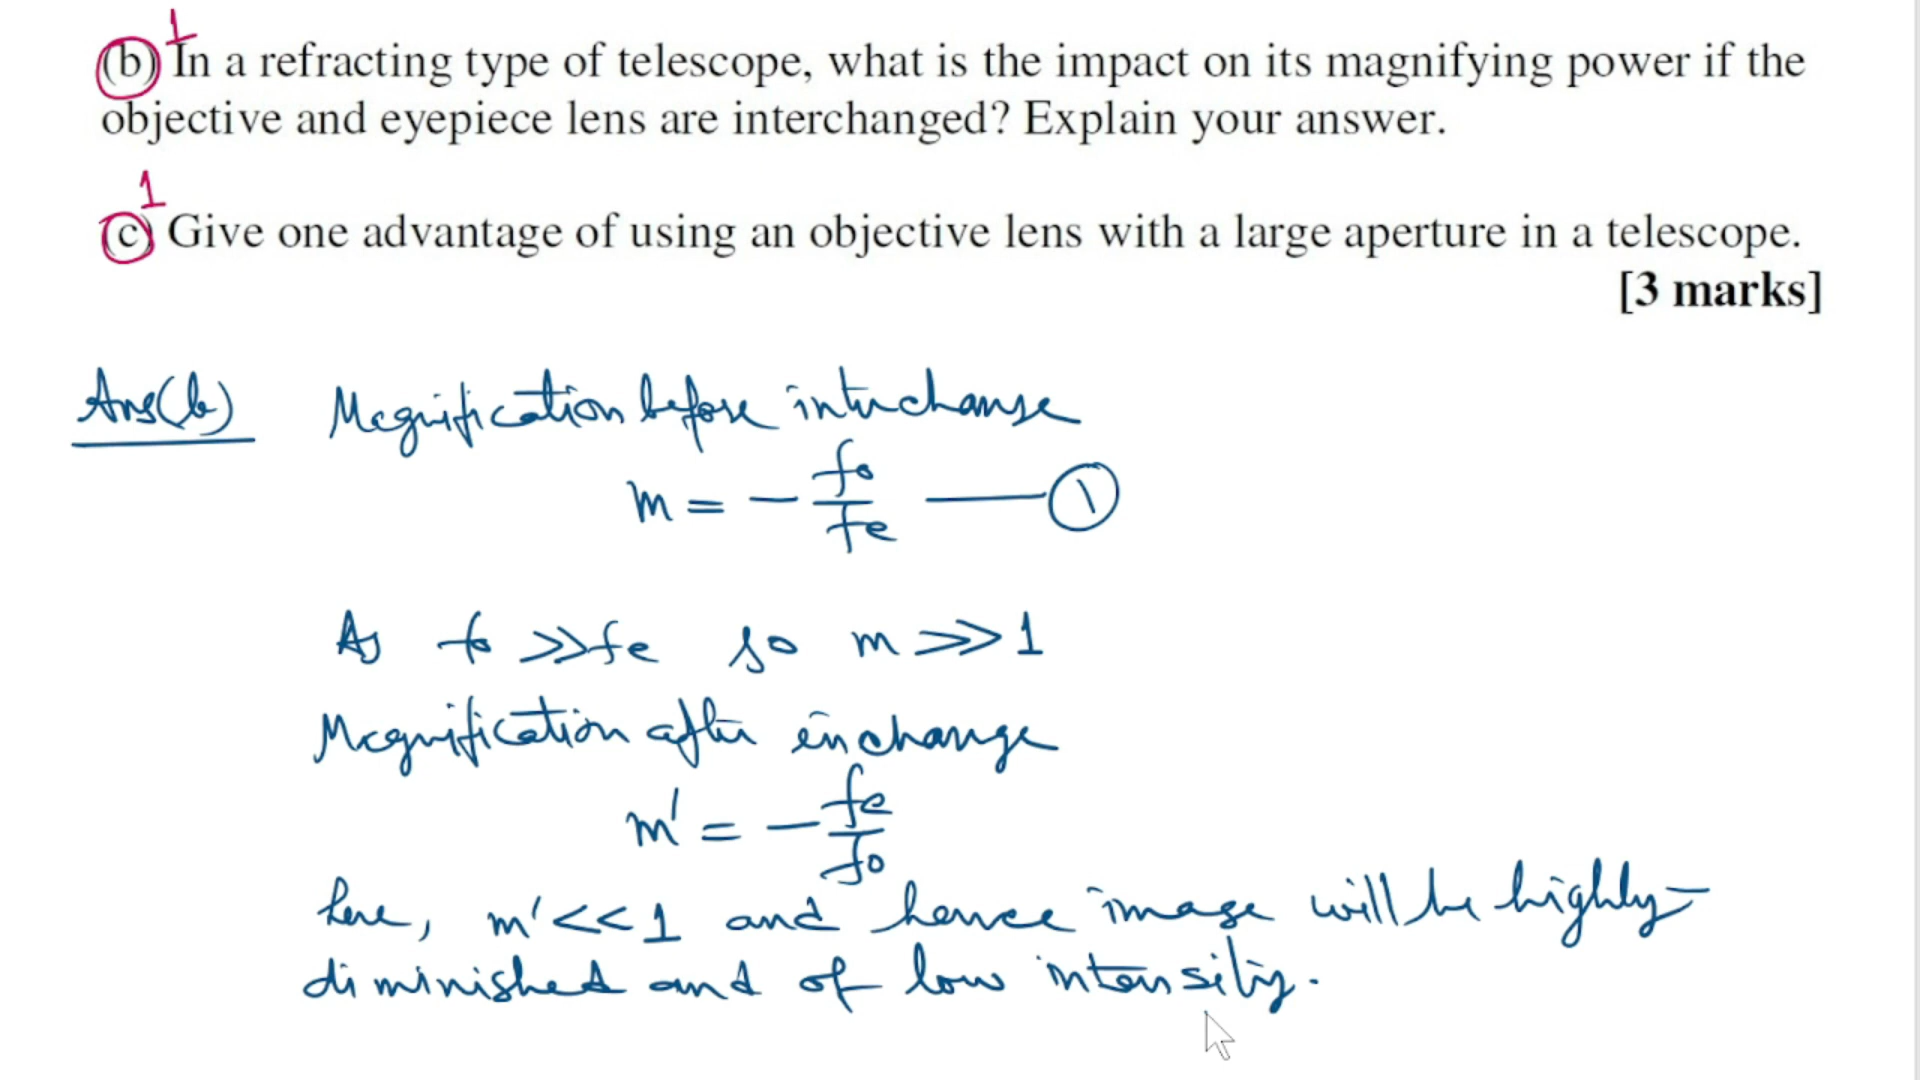 1
(b) In a refracting type of telescope, what is the impact on its magnifying power if the
objective and eyepiece lens are interchanged? Explain your answer.
1
(c) Give one advantage of using an objective lens with a large aperture in a telescope.
[3 marks]
Ans(b) Magnification before interchange
m = - fo/fe — 1
As fo >> fe so m >>> 1
Magnification after inchange
m' = - fe/fo
here, m' << 1 and hence image will be highly
diminished and of low intensity.